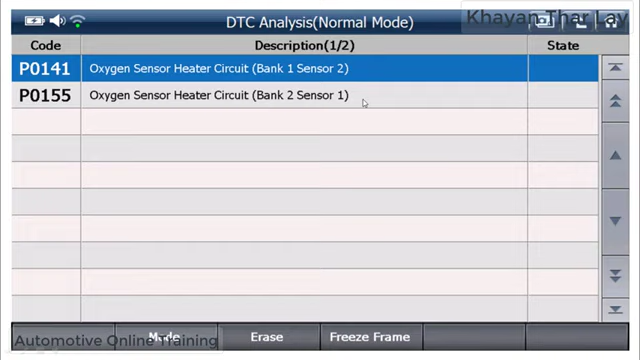 DTC Analysis(Normal Mode)
Khayan Thar Lay
Code Description(1/2) State
P0141 Oxygen Sensor Heater Circuit (Bank 1 Sensor 2)
P0155 Oxygen Sensor Heater Circuit (Bank 2 Sensor 1)
Mode Erase Freeze Frame
Automotive Online Training